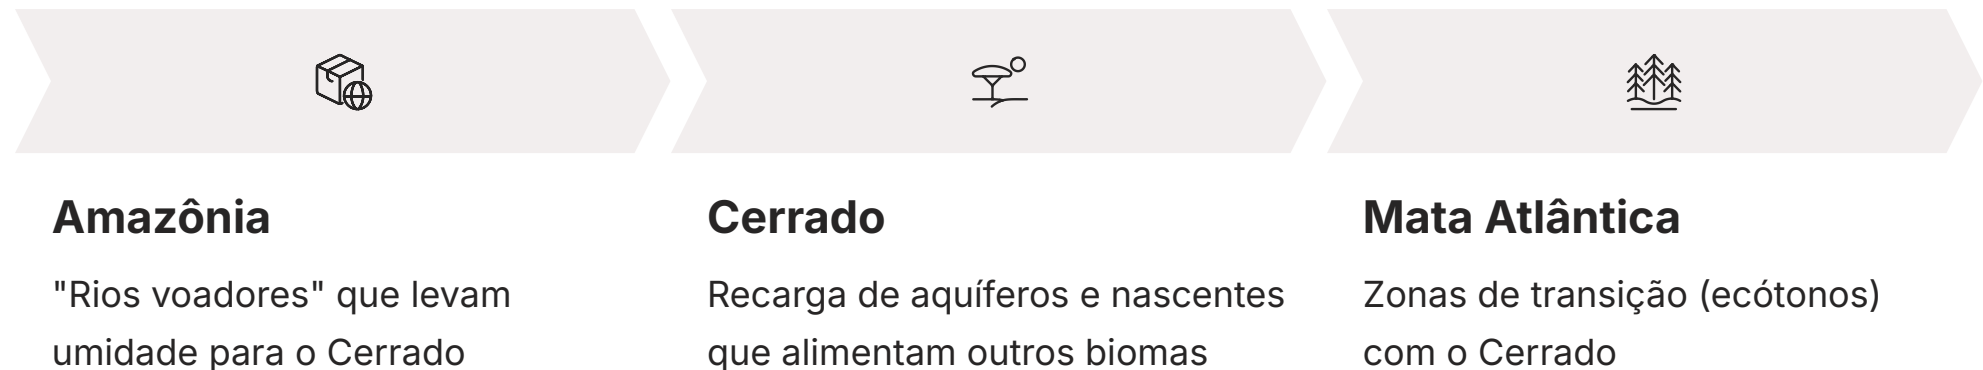 Amazônia
"Rios voadores" que levam
umidade para o Cerrado
Cerrado
Recarga de aquíferos e nascentes
que alimentam outros biomas
Mata Atlântica
Zonas de transição (ecótonos)
com o Cerrado